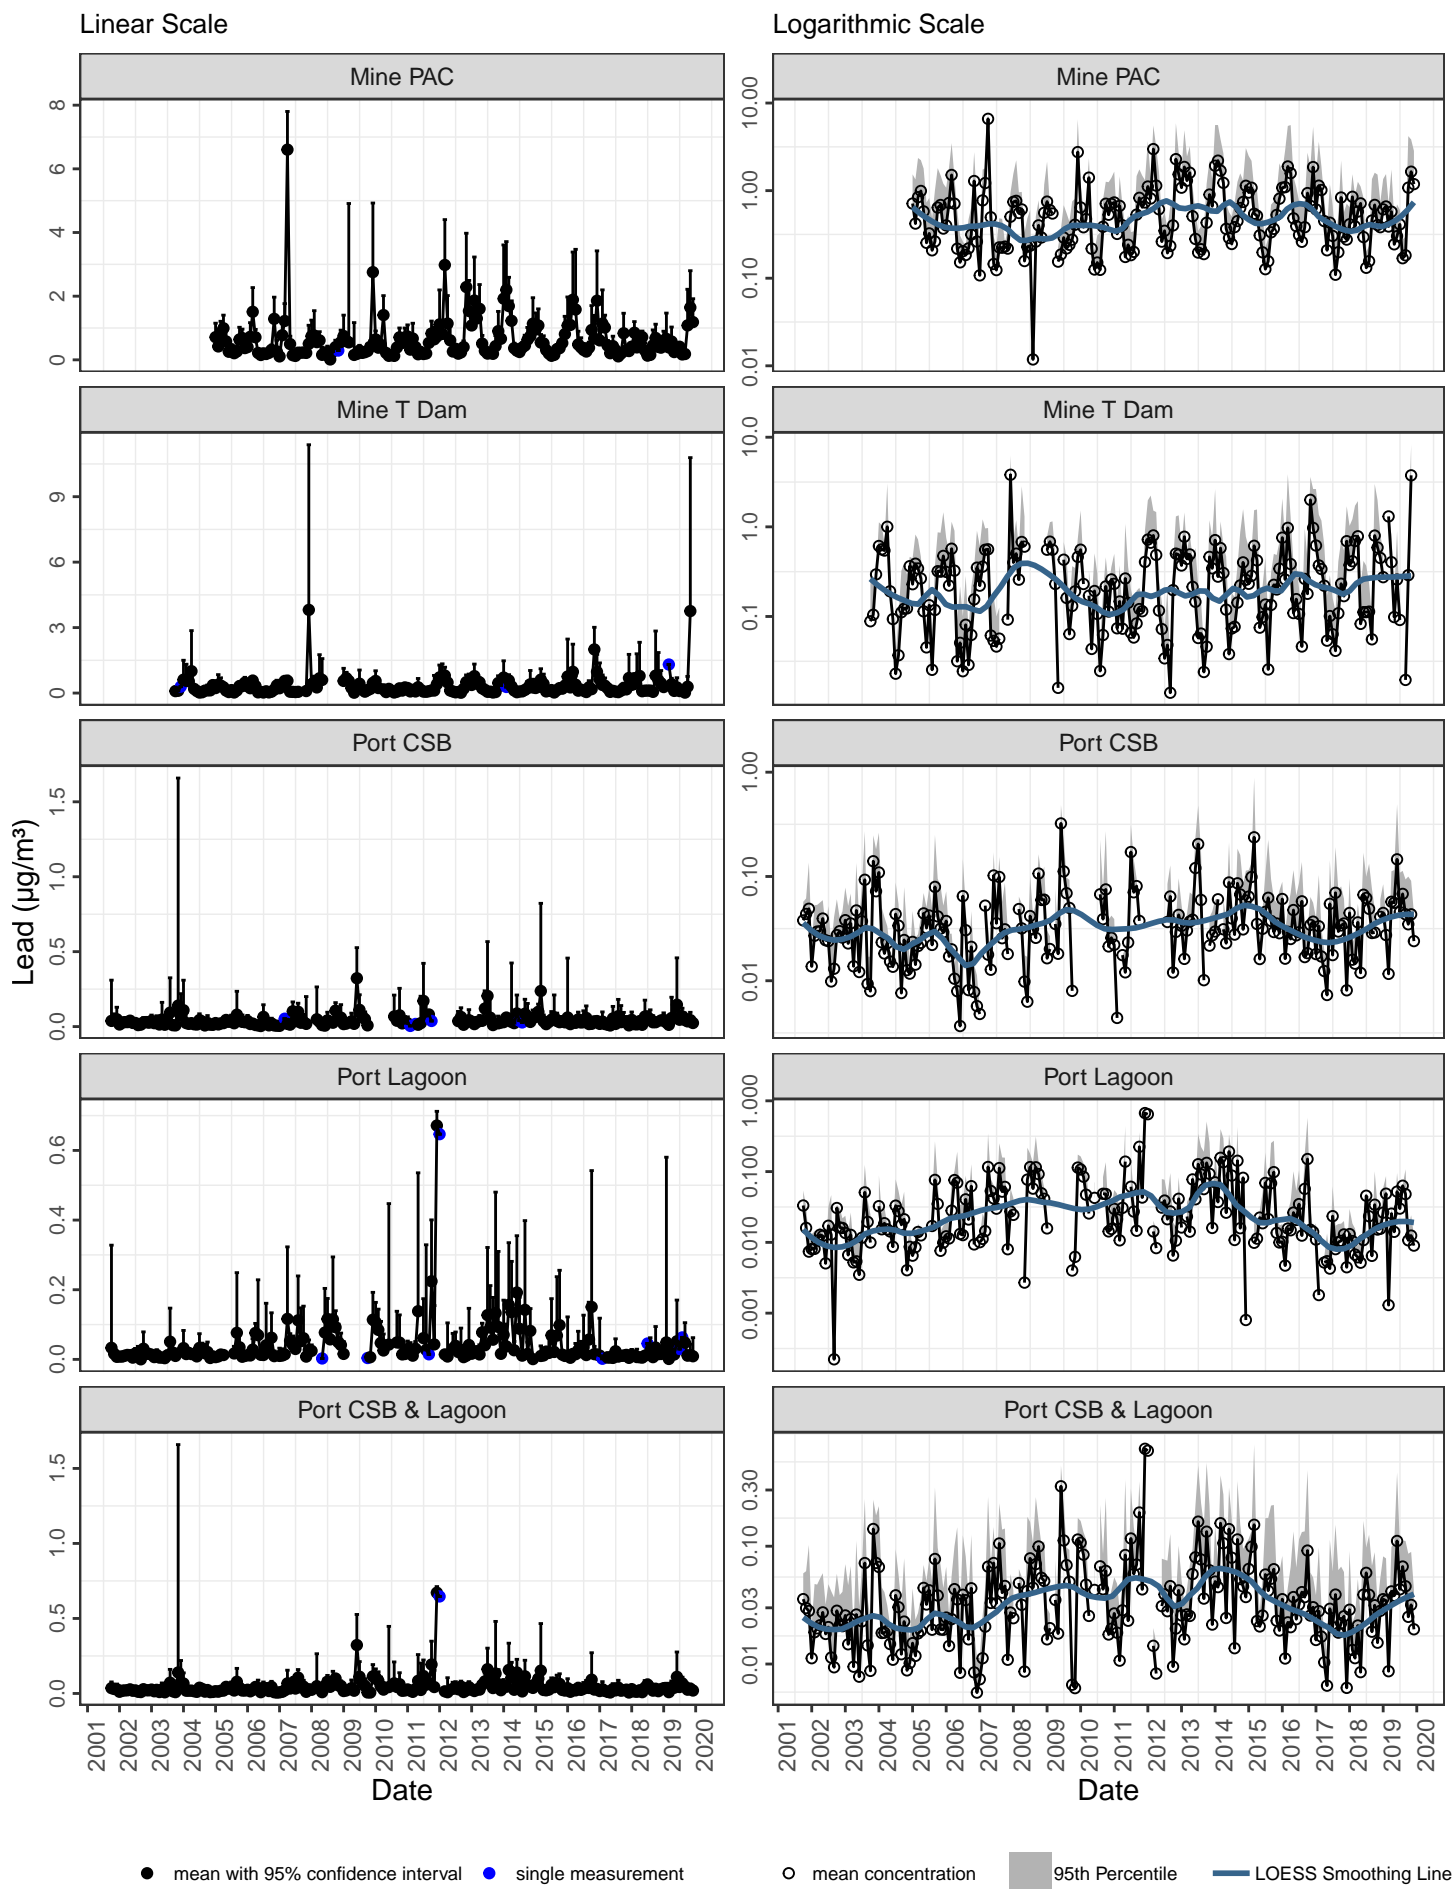 Linear Scale
Logarithmic Scale
Mine PAC
Mine PAC
8
6
4
2
0
10.00
1.00
0.10
0.01
Mine T Dam
Mine T Dam
9
6
3
0
10.0
1.0
0.1
Port CSB
Port CSB
1.5
1.0
0.5
0.0
1.00
0.10
0.01
Lead (µg/m³)
Port Lagoon
Port Lagoon
0.6
0.4
0.2
0.0
1.000
0.100
0.010
0.001
Port CSB & Lagoon
Port CSB & Lagoon
1.5
1.0
0.5
0.0
0.30
0.10
0.03
0.01
2001 2002 2003 2004 2005 2006 2007 2008 2009 2010 2011 2012 2013 2014 2015 2016 2017 2018 2019 2020
2001 2002 2003 2004 2005 2006 2007 2008 2009 2010 2011 2012 2013 2014 2015 2016 2017 2018 2019 2020
Date
Date
mean with 95% confidence interval
single measurement
mean concentration
95th Percentile
LOESS Smoothing Line